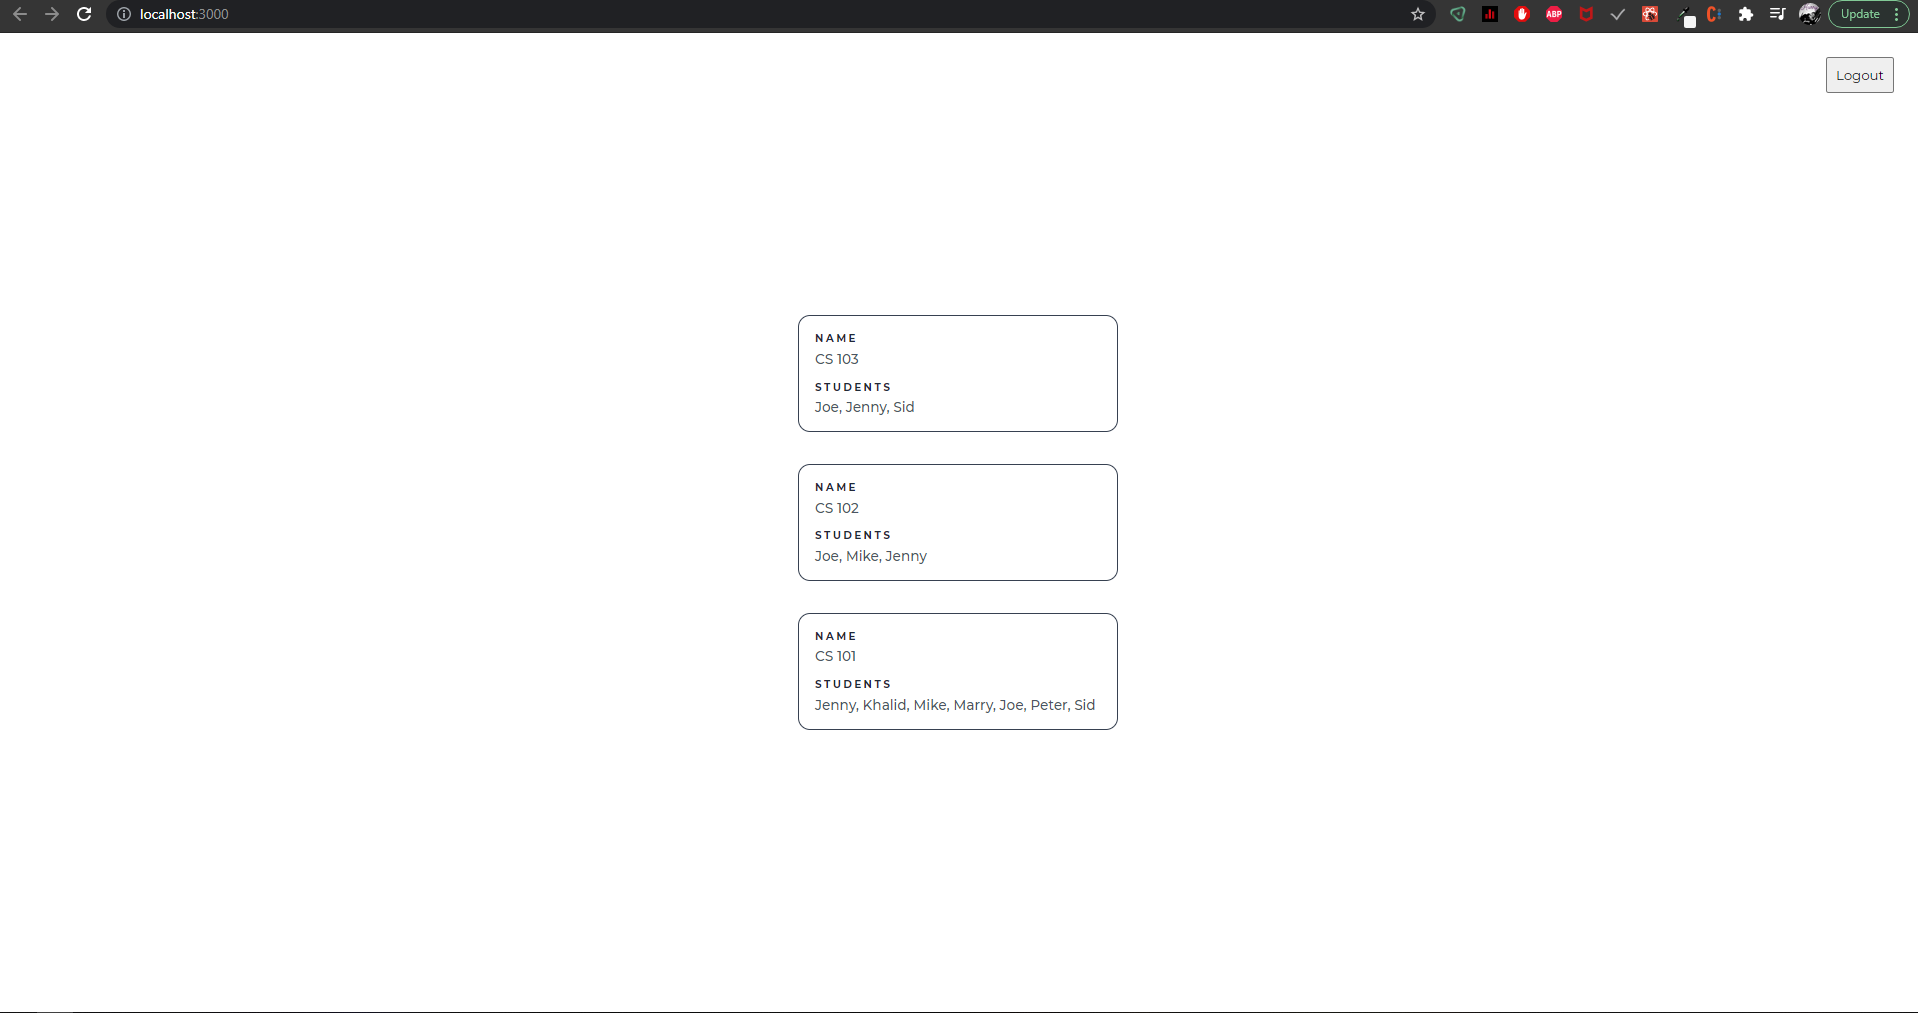 localhost:3000
ABP
Update
Logout
NAME
CS 103
STUDENTS
Joe, Jenny, Sid
NAME
CS 102
STUDENTS
Joe, Mike, Jenny
NAME
CS 101
STUDENTS
Jenny, Khalid, Mike, Marry, Joe, Peter, Sid